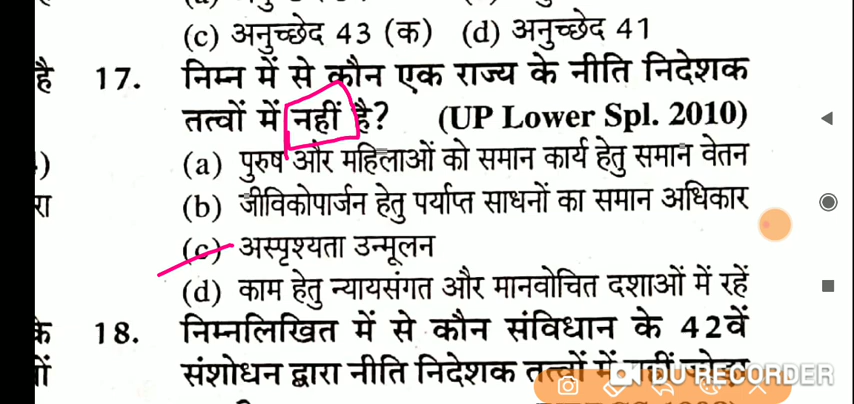 (c) अनुच्छेद 43 (क) (d) अनुच्छेद 41
है 17. निम्न में से कौन एक राज्य के नीति निदेशक
तत्वों में नहीं है? (UP Lower Spl. 2010)
.) (a) पुरुष और महिलाओं को समान कार्य हेतु समान वेतन
रा (b) जीविकोपार्जन हेतु पर्याप्त साधनों का समान अधिकार
(c) अस्पृश्यता उन्मूलन
(d) काम हेतु न्यायसंगत और मानवोचित दशाओं में रहें
के 18. निम्नलिखित में से कौन संविधान के 42वें
संशोधन द्वारा नीति निदेशक तत्वों में नहीं जोड़ा
DU RECORDER